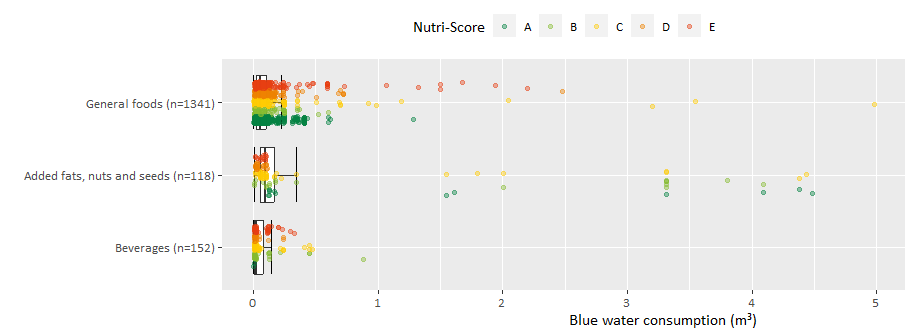 Nutri-Score A B C D E
General foods (n=1341)
Added fats, nuts and seeds (n=118)
Beverages (n=152)
0 1 2 3 4 5
Blue water consumption (m³)